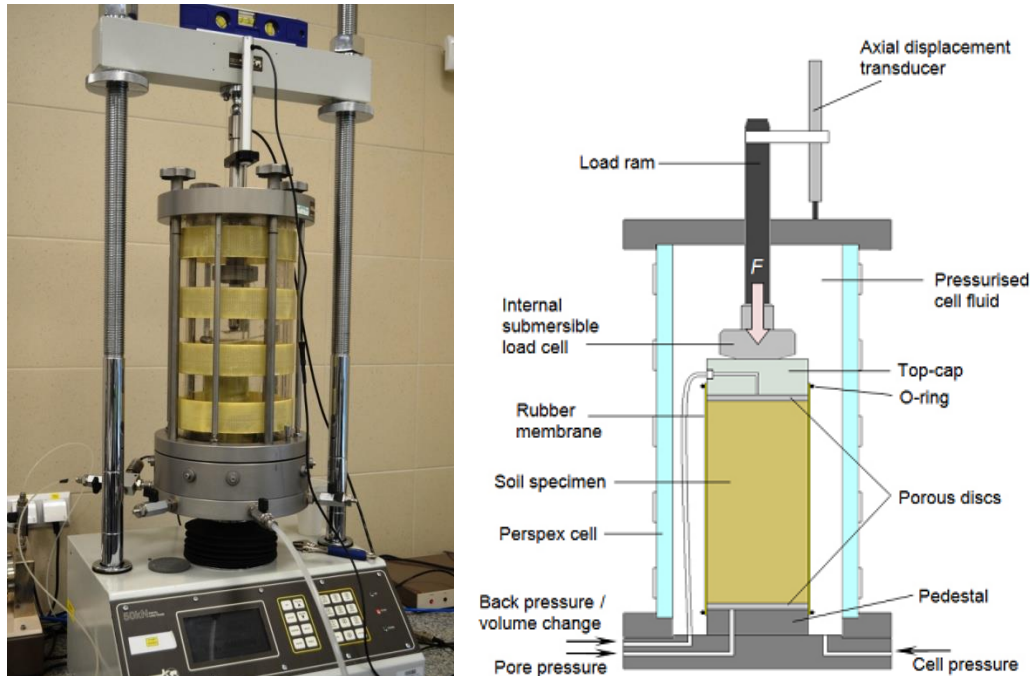 50kN
Axial displacement
transducer
Load ram
F
Pressurised
cell fluid
Internal
submersible
load cell
Top-cap
O-ring
Rubber
membrane
Soil specimen
Porous discs
Perspex cell
Pedestal
Back pressure /
volume change
Pore pressure
Cell pressure